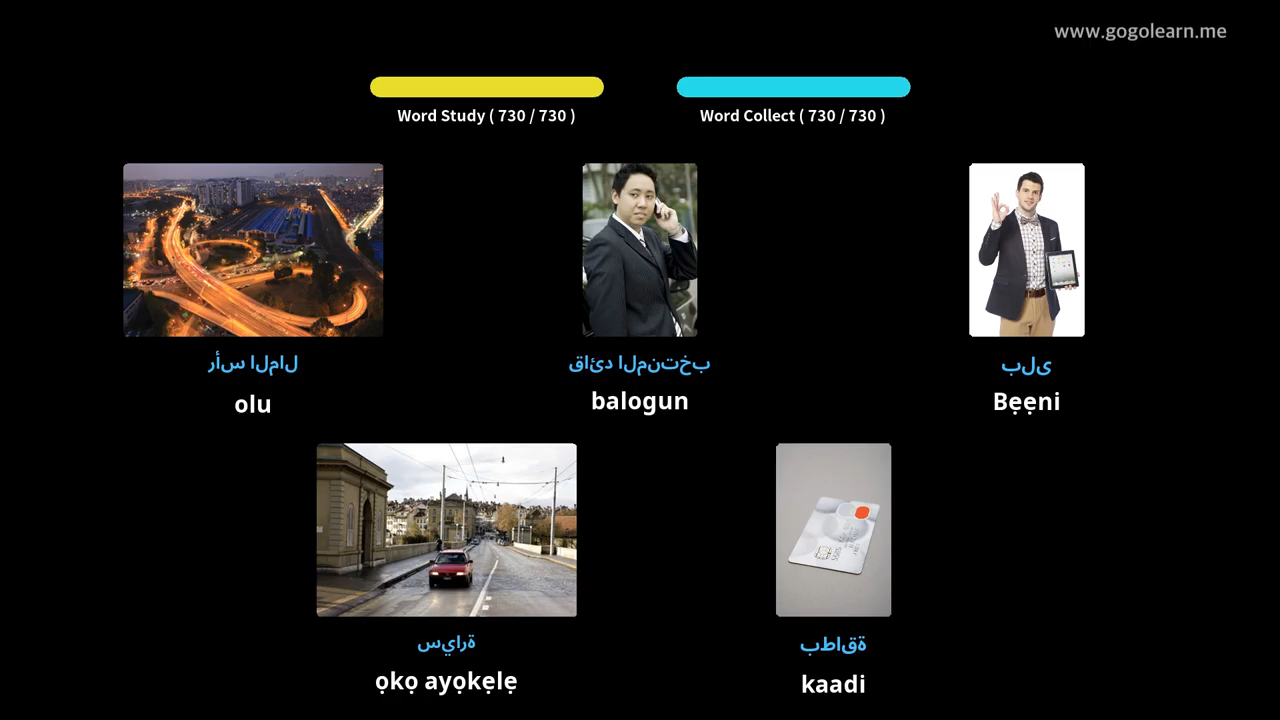 www.gogolearn.me
Word Study ( 730 / 730 )
Word Collect ( 730 / 730 )
رأس المال
قائد المنتخب
بلى
olu
balogun
Bẹẹni
سيارة
بطاقة
ọkọ ayọkẹlẹ
kaadi